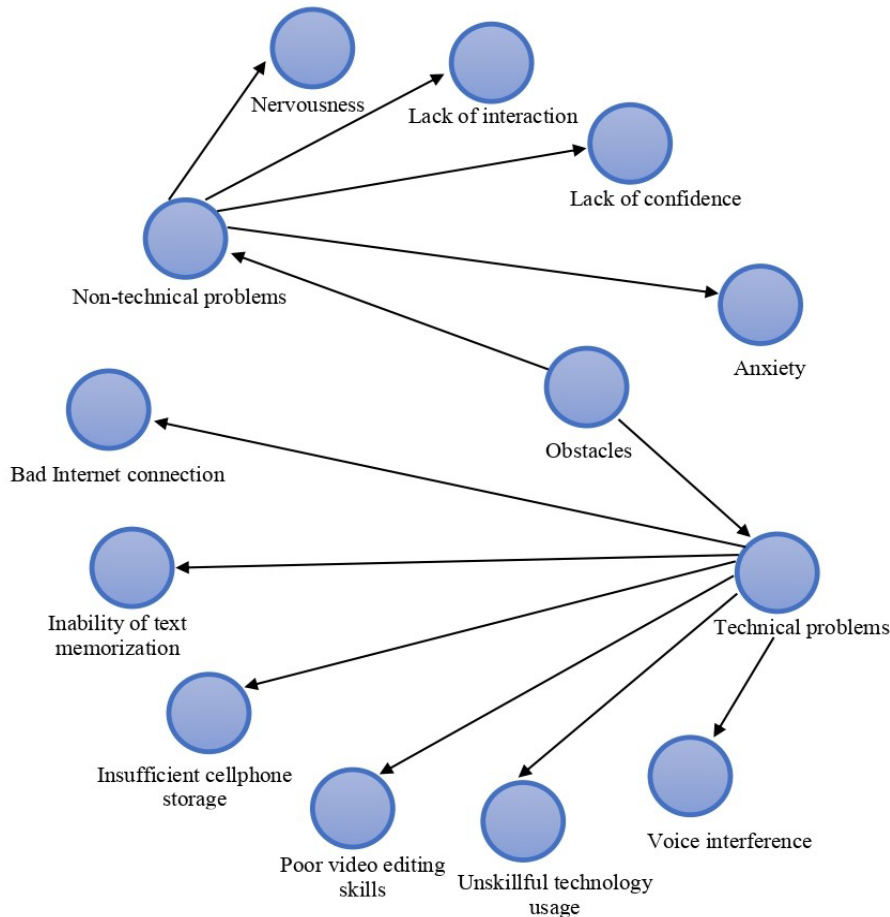 Nervousness
Lack of interaction
Lack of confidence
Non-technical problems
Anxiety
Obstacles
Bad Internet connection
Inability of text
memorization
Technical problems
Insufficient cellphone
storage
Poor video editing
skills
Unskillful technology
usage
Voice interference